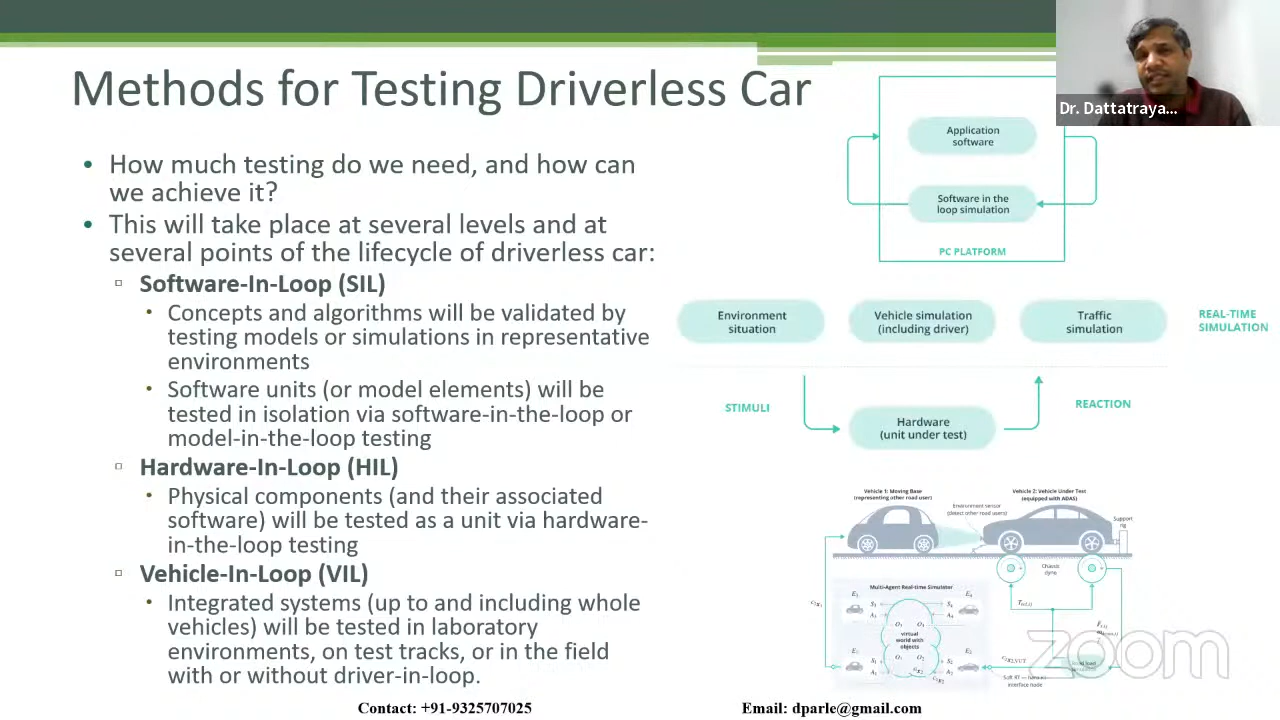 Methods for Testing Driverless Car
Dr. Dattatraya...
• How much testing do we need, and how can
we achieve it?
• This will take place at several levels and at
several points of the lifecycle of driverless car:
Software-In-Loop (SIL)
• Concepts and algorithms will be validated by
testing models or simulations in representative
environments
• Software units (or model elements) will be
tested in isolation via software-in-the-loop or
model-in-the-loop testing
Hardware-In-Loop (HIL)
• Physical components (and their associated
software) will be tested as a unit via hardware-
in-the-loop testing
Vehicle-In-Loop (VIL)
• Integrated systems (up to and including whole
vehicles) will be tested in laboratory
environments, on test tracks, or in the field
with or without driver-in-loop.
Application
software
Software in the
loop simulation
PC PLATFORM
Environment
situation
Vehicle simulation
(including driver)
Traffic
simulation
REAL-TIME
SIMULATION
STIMULI
REACTION
Hardware
(unit under test)
Vehicle 1: Moving Base
(representing other road user)
Vehicle 2: Vehicle Under Test
(equipped with ADAS)
Environment sensor
(detect other road users)
Support
rig
Chassis
dyno
Multi-Agent Real-time Simulator
virtual
world with
objects
interface node
zoom
Contact: +91-9325707025
Email: dparle@gmail.com